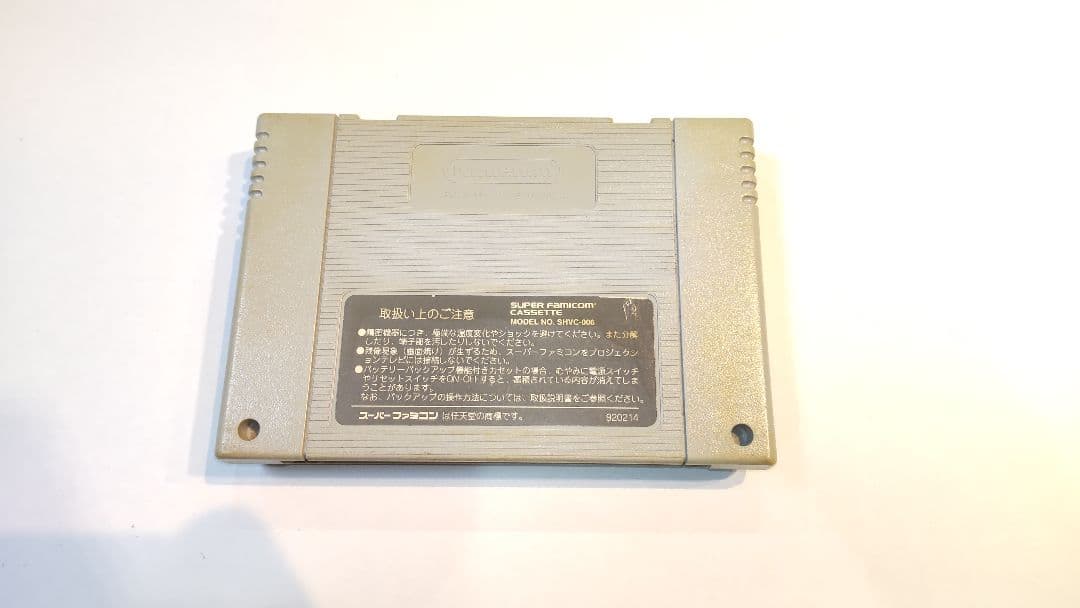 Nintendo
取扱い上のご注意
SUPER FAMICOM
CASSETTE
MODEL NO. SHVC-006
●精密機器につき、極端な温度変化やショックを避けてください。また分解
したり、端子部を汚したりしないでください。
●残像現象(画面焼け)が生ずるため、スーパーファミコンをプロジェクシ
ョンテレビには接続しないでください。
●バッテリーバックアップ機能付きカセットの場合、むやみに電源スイッチ
やリセットスイッチをON・OFFすると、蓄積されている内容が消えてしま
うことがあります。
なお、バックアップの操作方法については、取扱説明書をご参照ください。
スーパーファミコンは任天堂の商標です。
920214